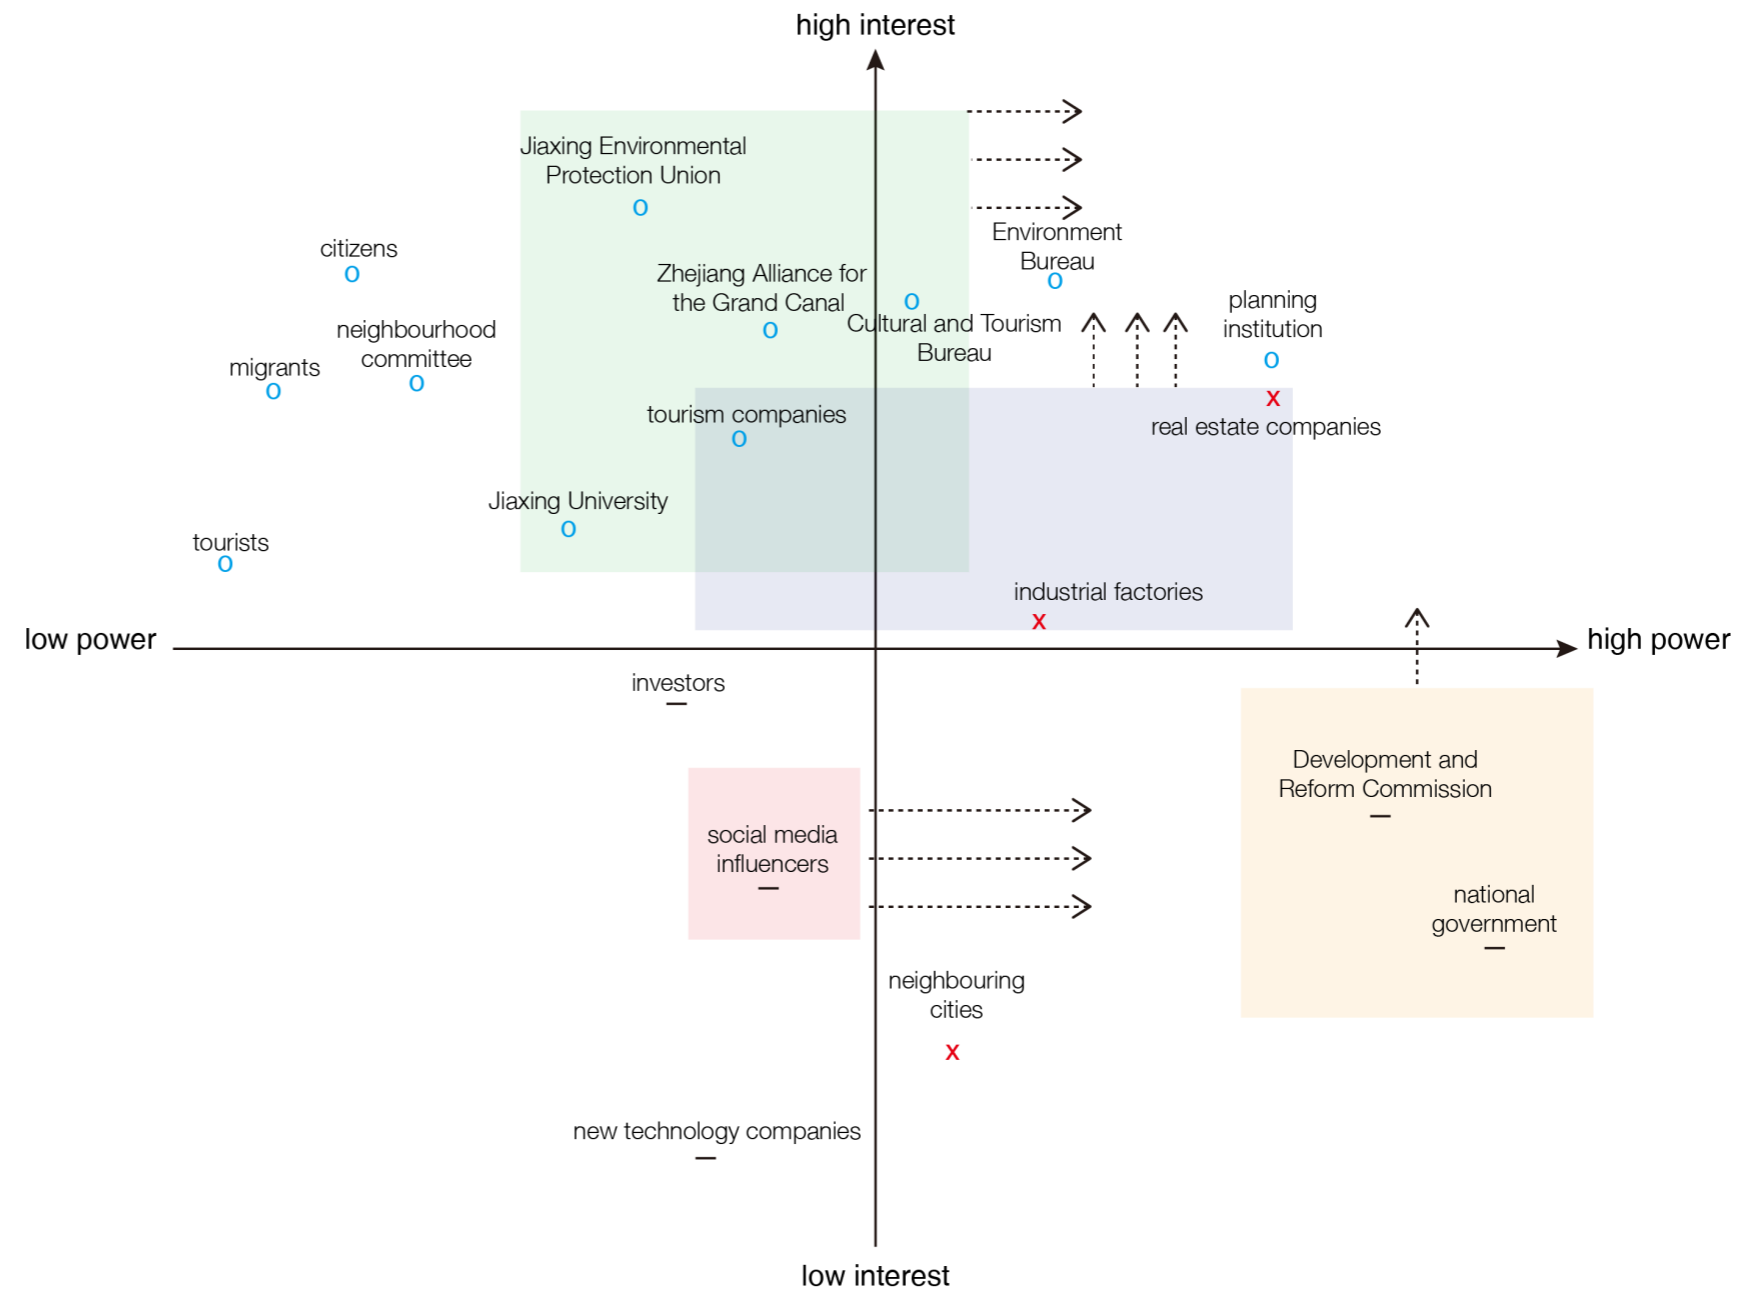 high interest
Jiaxing Environmental
Protection Union
o
citizens
o
Environment
Bureau
o
Zhejiang Alliance for
the Grand Canal
o
o
Cultural and Tourism
Bureau
planning
institution
o
neighbourhood
committee
o
migrants
o
x
real estate companies
tourism companies
o
Jiaxing University
o
tourists
o
industrial factories
x
low power
high power
investors
–
Development and
Reform Commission
–
social media
influencers
–
national
government
–
neighbouring
cities
x
new technology companies
–
low interest